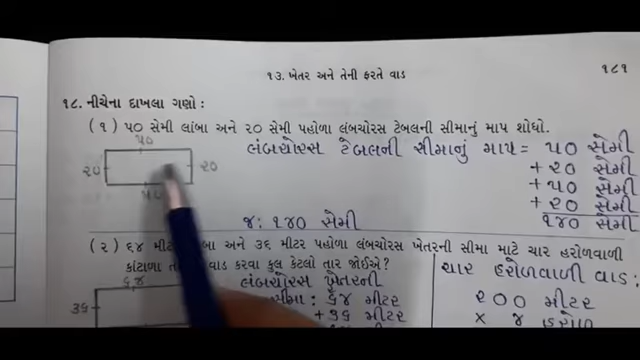 ૧૩. ખેતર અને તેની ફરતે વાડ
૧૮૧
૧૮. નીચેના દાખલા ગણો :
(૧) ૫૦ સેમી લાંબા અને ૨૦ સેમી પહોળા લંબચોરસ ટેબલની સીમાનું માપ શોધો.
૫૦
૨૦
૨૦
૫૦
લંબચોરસ ટેબલની સીમાનું માપ = ૫૦ સેમી
+ ૨૦ સેમી
+ ૫૦ સેમી
+ ૨૦ સેમી
૧૪૦ સેમી
જ: ૧૪૦ સેમી
(૨) ૬૪ અને ૩૬ મીટર પહોળા લંબચોરસ ખેતરની સીમા માટે ચાર હરોળવાળી
કાંટાળા વાડ કરવા કુલ કેટલો તાર જોઈએ?
૬૪
૩૬
લંબચોરસ ખેતરની
: ૬૪ મીટર
+ ૩૬ મીટર
ચાર હરોળવાળી વાડ :
૨૦૦ મીટર
x ૪ હરોળ